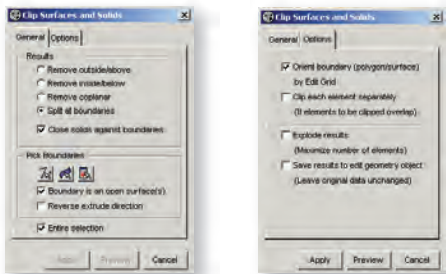 Clip Surfaces and Solids
General Options
Results
Remove outside/above
Remove inside/below
Remove coplanar
Split at boundaries
Close solids against boundaries
Pick Boundaries
Boundary is an open surface(s)
Reverse extrude direction
Entire selection
Apply Preview Cancel
Clip Surfaces and Solids
General Options
Orient boundary (polygon/surface)
by Edit Grid
Clip each element separately
(If elements to be clipped overlap)
Explode results
(Maximize number of elements)
Save results to edit geometry object
(Leave original data unchanged)
Apply Preview Cancel